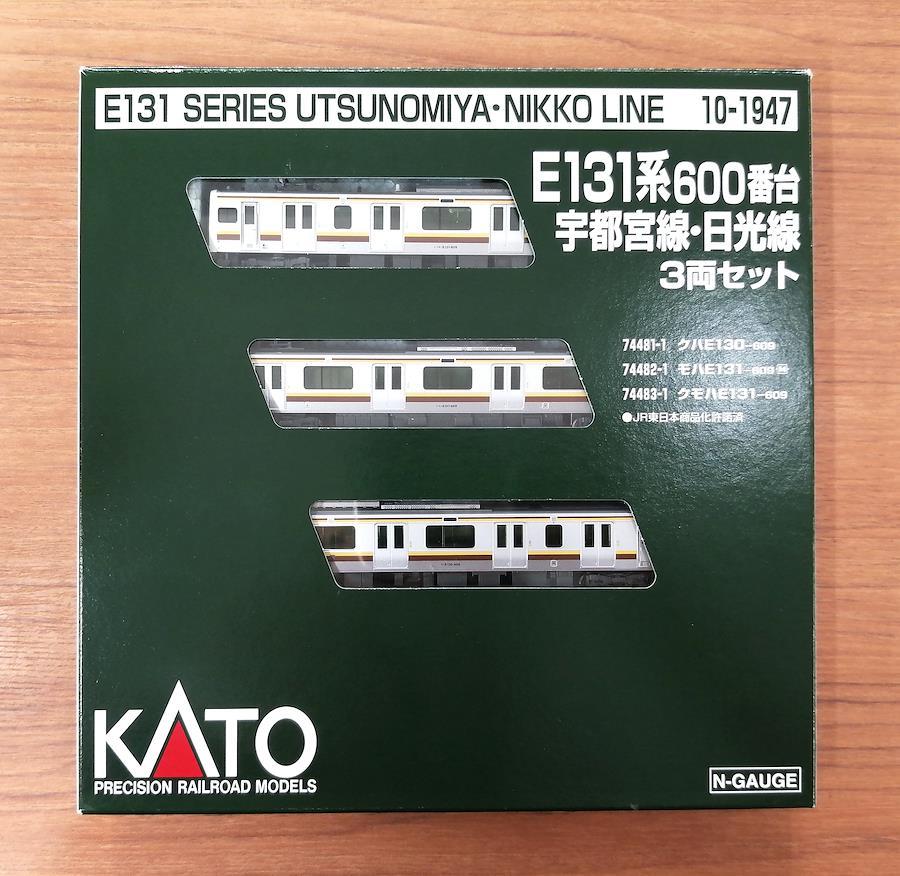 E131 SERIES UTSUNOMIYA・NIKKO LINE 10-1947
E131系600番台
宇都宮線・日光線
3両セット
74481-1 クハE130-609
74482-1 モハE131-609 Ⓜ
74483-1 クモハE131-609
●JR東日本商品化許諾済
KATO
PRECISION RAILROAD MODELS
N-GAUGE